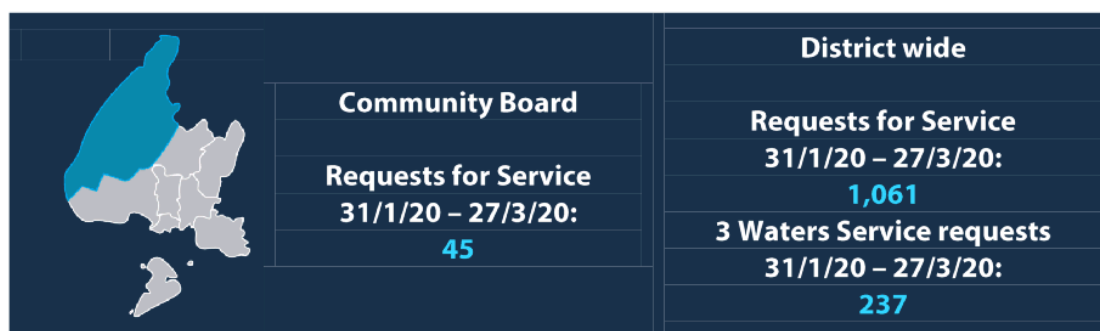 Community Board
Requests for Service
31/1/20 – 27/3/20:
45
District wide
Requests for Service
31/1/20 – 27/3/20:
1,061
3 Waters Service requests
31/1/20 – 27/3/20:
237